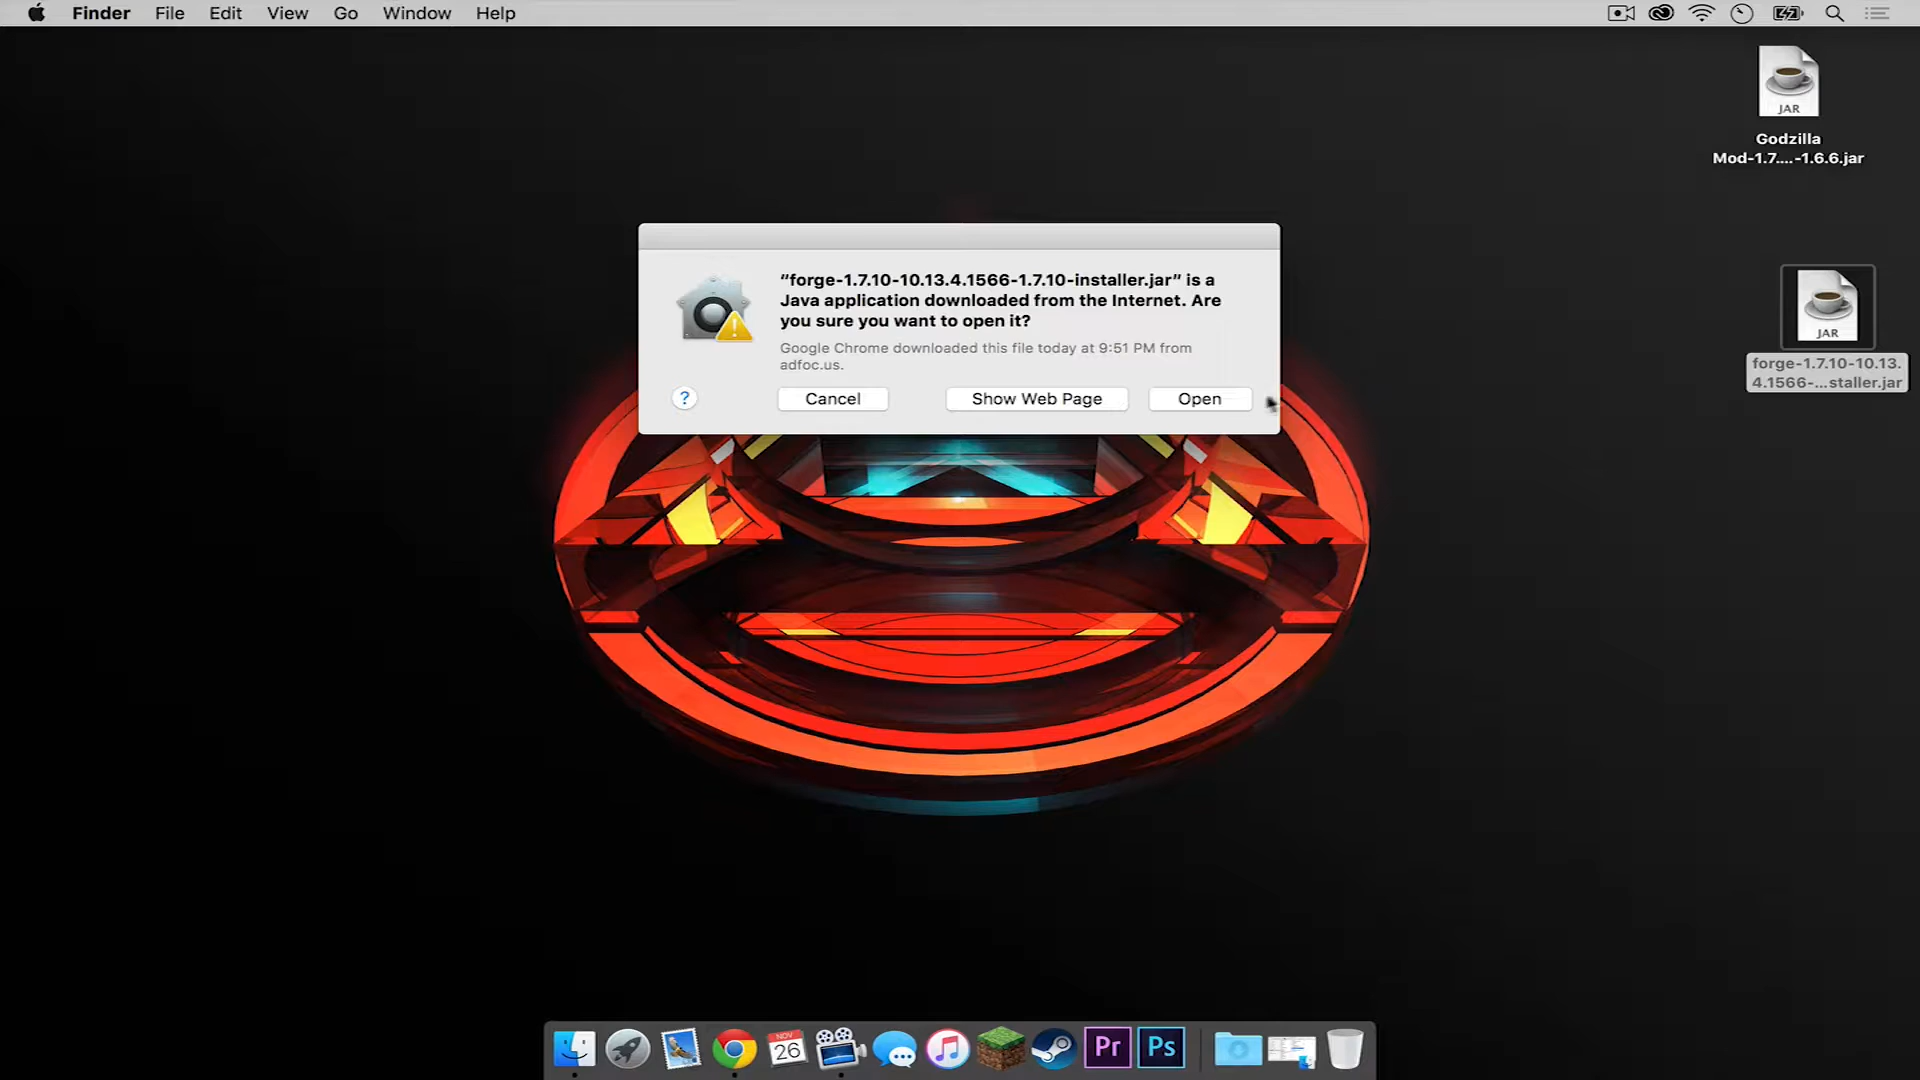 Finder File Edit View Go Window Help
JAR
Godzilla
Mod-1.7....-1.6.6.jar
“forge-1.7.10-10.13.4.1566-1.7.10-installer.jar” is a
Java application downloaded from the Internet. Are
you sure you want to open it?
Google Chrome downloaded this file today at 9:51 PM from
adfoc.us.
? Cancel Show Web Page Open
JAR
forge-1.7.10-10.13.
4.1566-...staller.jar
NOV
26
Pr
Ps